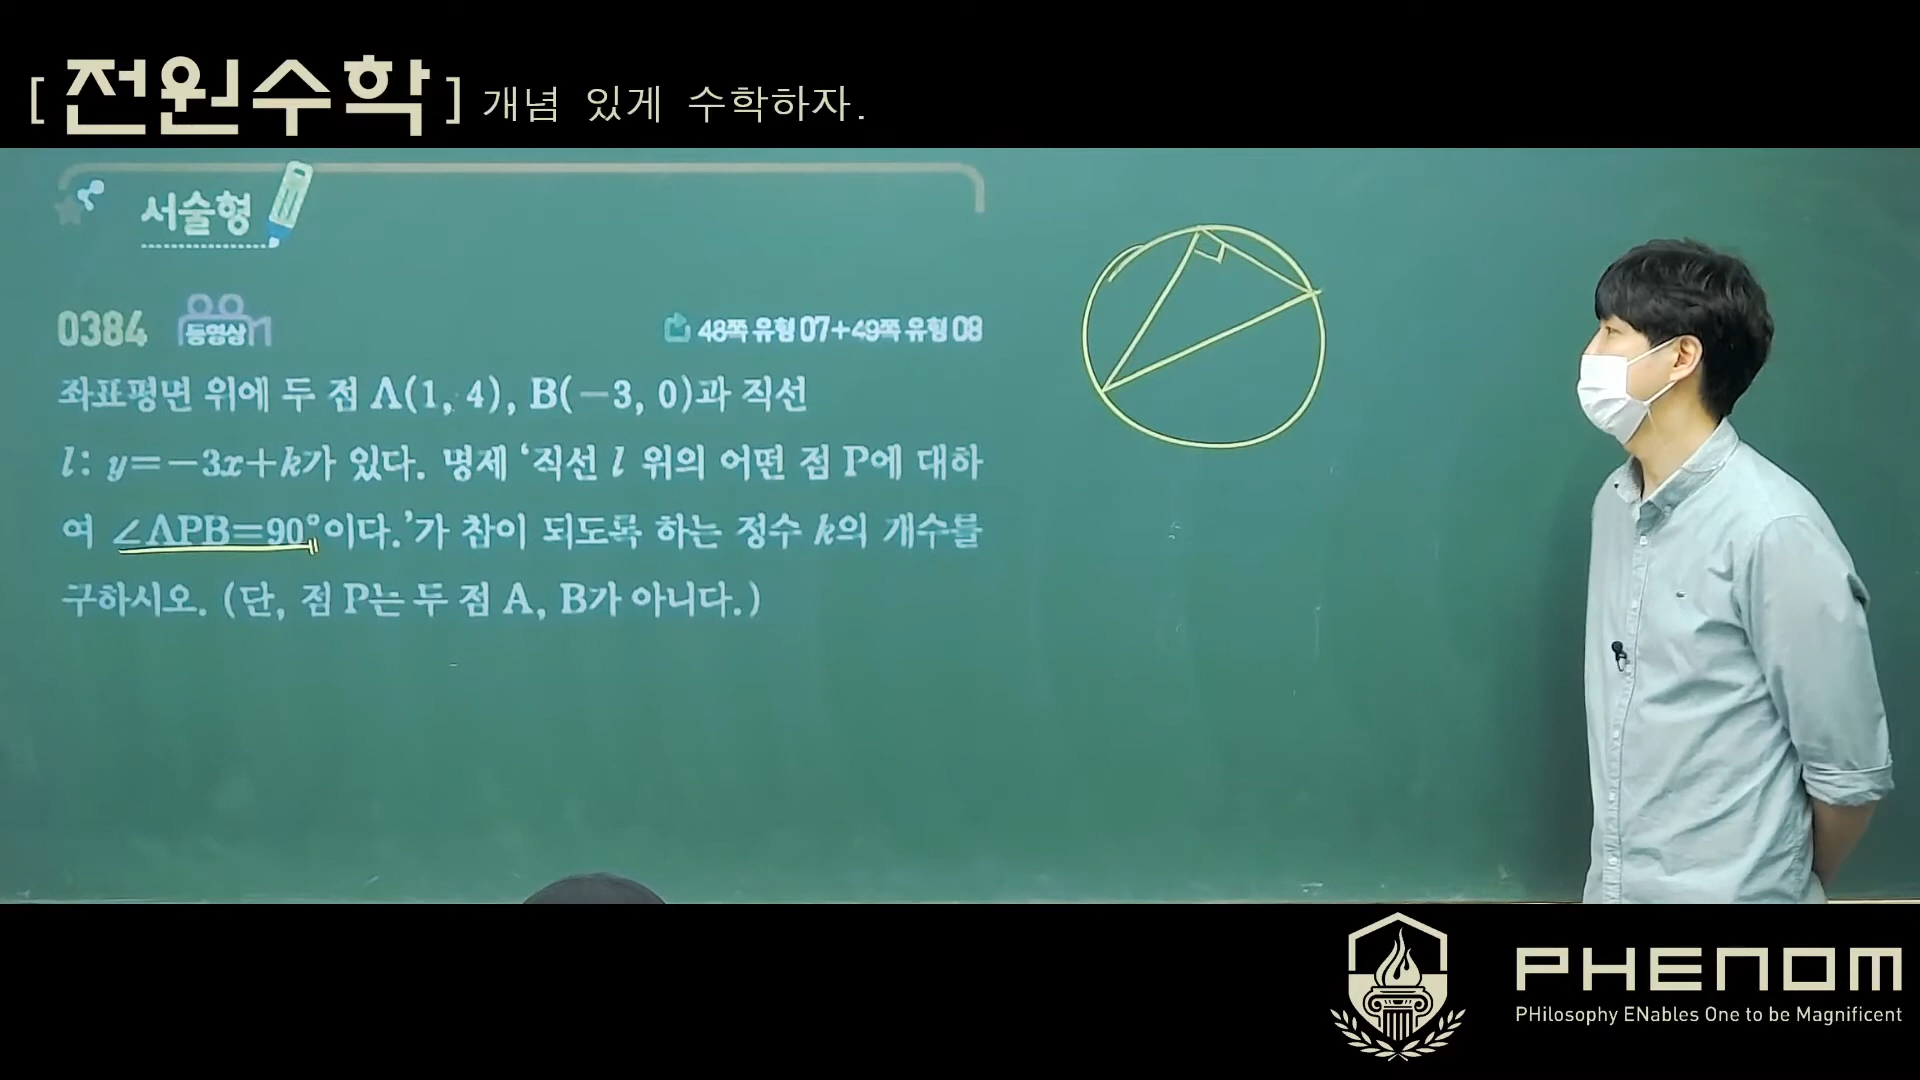 [전원수학] 개념 있게 수학하자.
서술형
0384 동영상 48쪽 유형 07+49쪽 유형 08
좌표평면 위에 두 점 A(1, 4), B(−3, 0)과 직선
l: y=−3x+k가 있다. 명제 ‘직선 l 위의 어떤 점 P에 대하
여 ∠APB=90°이다.’가 참이 되도록 하는 정수 k의 개수를
구하시오. (단, 점 P는 두 점 A, B가 아니다.)
PHENOM
PHilosophy ENables One to be Magnificent